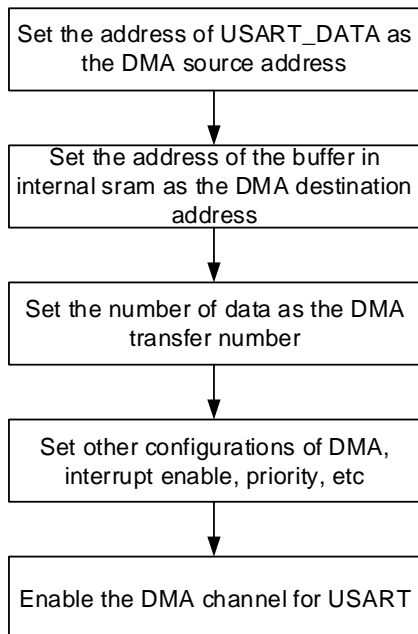 Set the address of USART_DATA as
the DMA source address
Set the address of the buffer in
internal sram as the DMA destination
address
Set the number of data as the DMA
transfer number
Set other configurations of DMA,
interrupt enable, priority, etc
Enable the DMA channel for USART